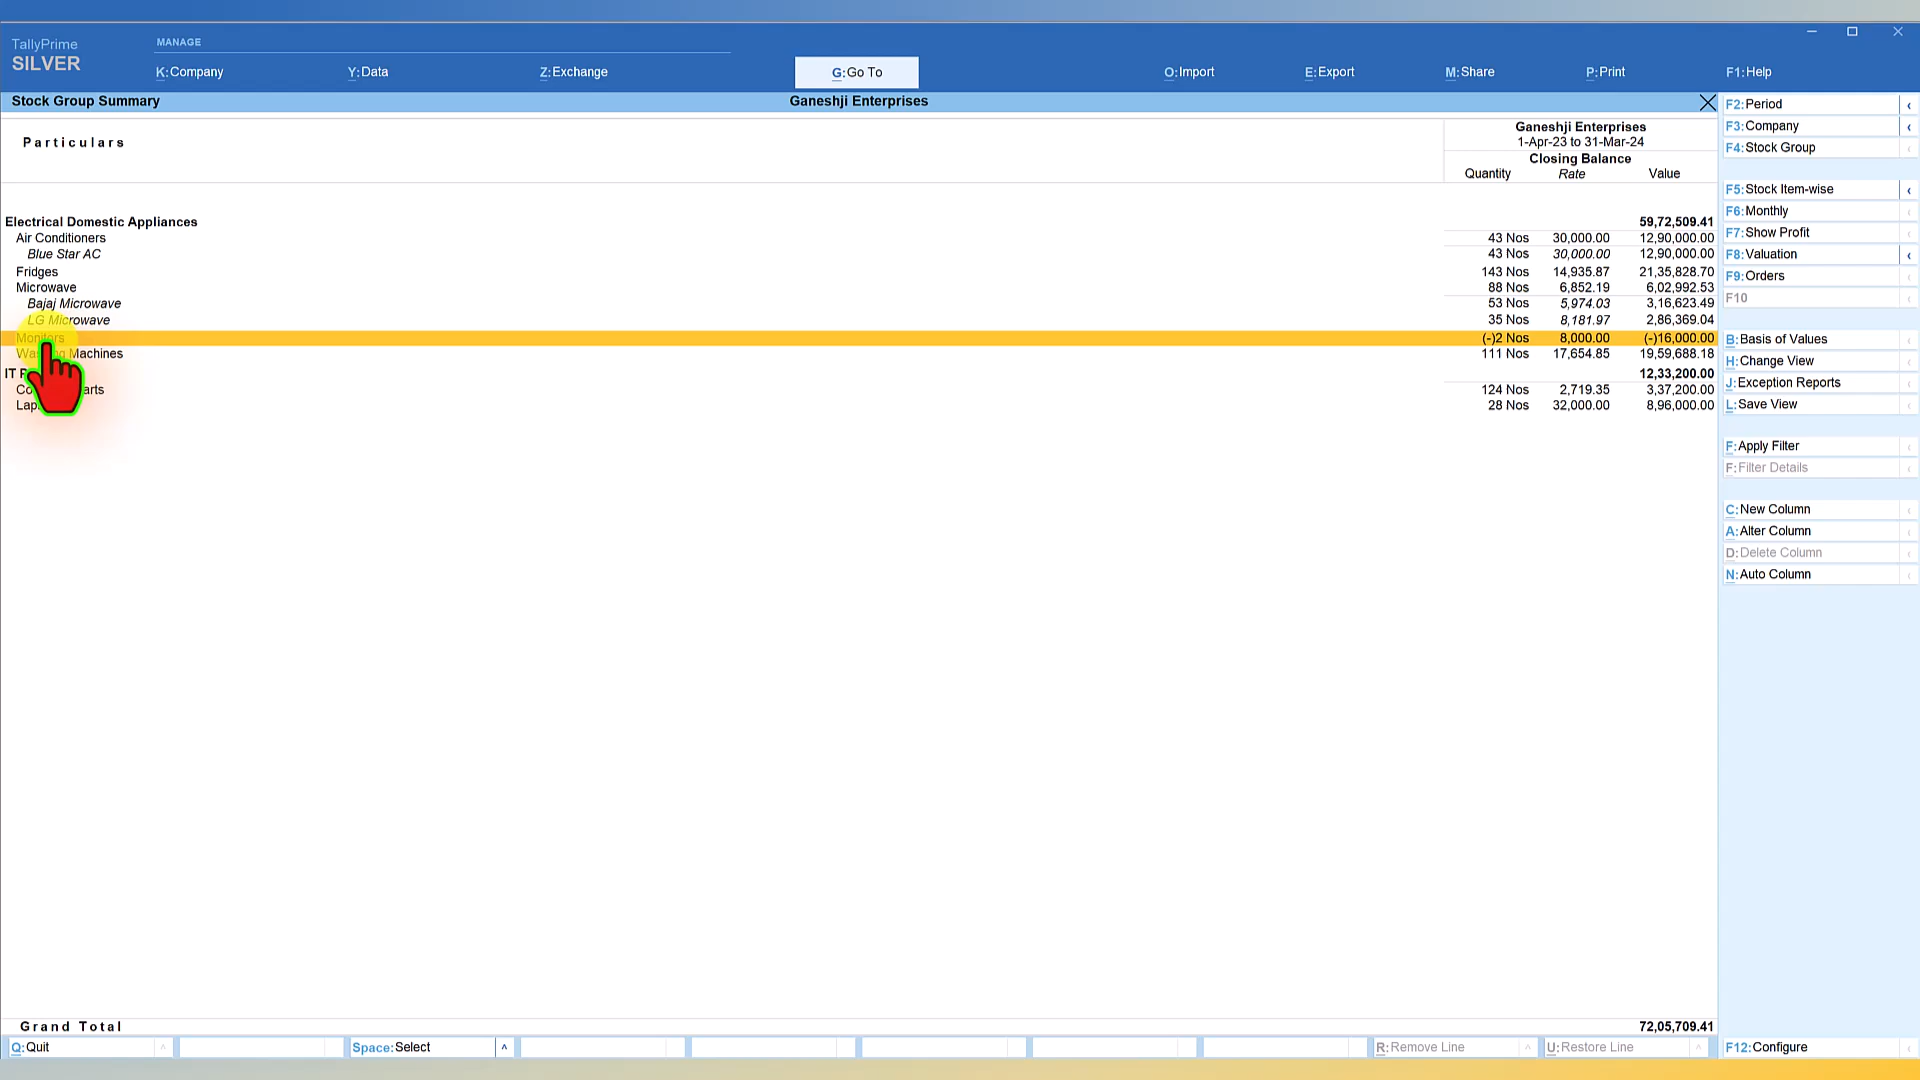 TallyPrime
SILVER
MANAGE
K:Company Y:Data Z:Exchange G:Go To O:Import E:Export M:Share P:Print F1:Help
Stock Group Summary Ganeshji Enterprises
Particulars
Ganeshji Enterprises
1-Apr-23 to 31-Mar-24
Closing Balance
Quantity Rate Value
Electrical Domestic Appliances 59,72,509.41
Air Conditioners 43 Nos 30,000.00 12,90,000.00
Blue Star AC 43 Nos 30,000.00 12,90,000.00
Fridges 143 Nos 14,935.87 21,35,828.70
Microwave 88 Nos 6,852.19 6,02,992.53
Bajaj Microwave 53 Nos 5,974.03 3,16,623.49
LG Microwave 35 Nos 8,181.97 2,86,369.04
Monitors (-)2 Nos 8,000.00 (-)16,000.00
Machines 111 Nos 17,654.85 19,59,688.18
IT 12,33,200.00
124 Nos 2,719.35 3,37,200.00
28 Nos 32,000.00 8,96,000.00
Grand Total 72,05,709.41
F2:Period
F3:Company
F4:Stock Group
F5:Stock Item-wise
F6:Monthly
F7:Show Profit
F8:Valuation
F9:Orders
F10
B:Basis of Values
H:Change View
J:Exception Reports
L:Save View
F:Apply Filter
F:Filter Details
C:New Column
A:Alter Column
D:Delete Column
N:Auto Column
Q:Quit Space:Select R:Remove Line U:Restore Line F12:Configure